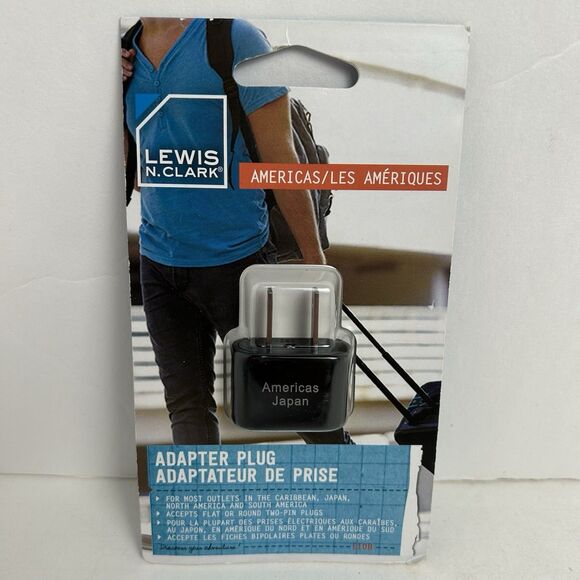 LEWIS
N.CLARK®
AMERICAS/LES AMÉRIQUES
Americas
Japan
ADAPTER PLUG
ADAPTATEUR DE PRISE
FOR MOST OUTLETS IN THE CARIBBEAN, JAPAN,
NORTH AMERICA AND SOUTH AMERICA
ACCEPTS FLAT OR ROUND TWO-PIN PLUGS
POUR LA PLUPART DES PRISES ÉLECTRIQUES AUX CARAÏBES,
AU JAPON, EN AMÉRIQUE DU NORD ET EN AMÉRIQUE DU SUD
ACCEPTE LES FICHES BIPOLAIRES PLATES OU RONDES
Discover your adventure!